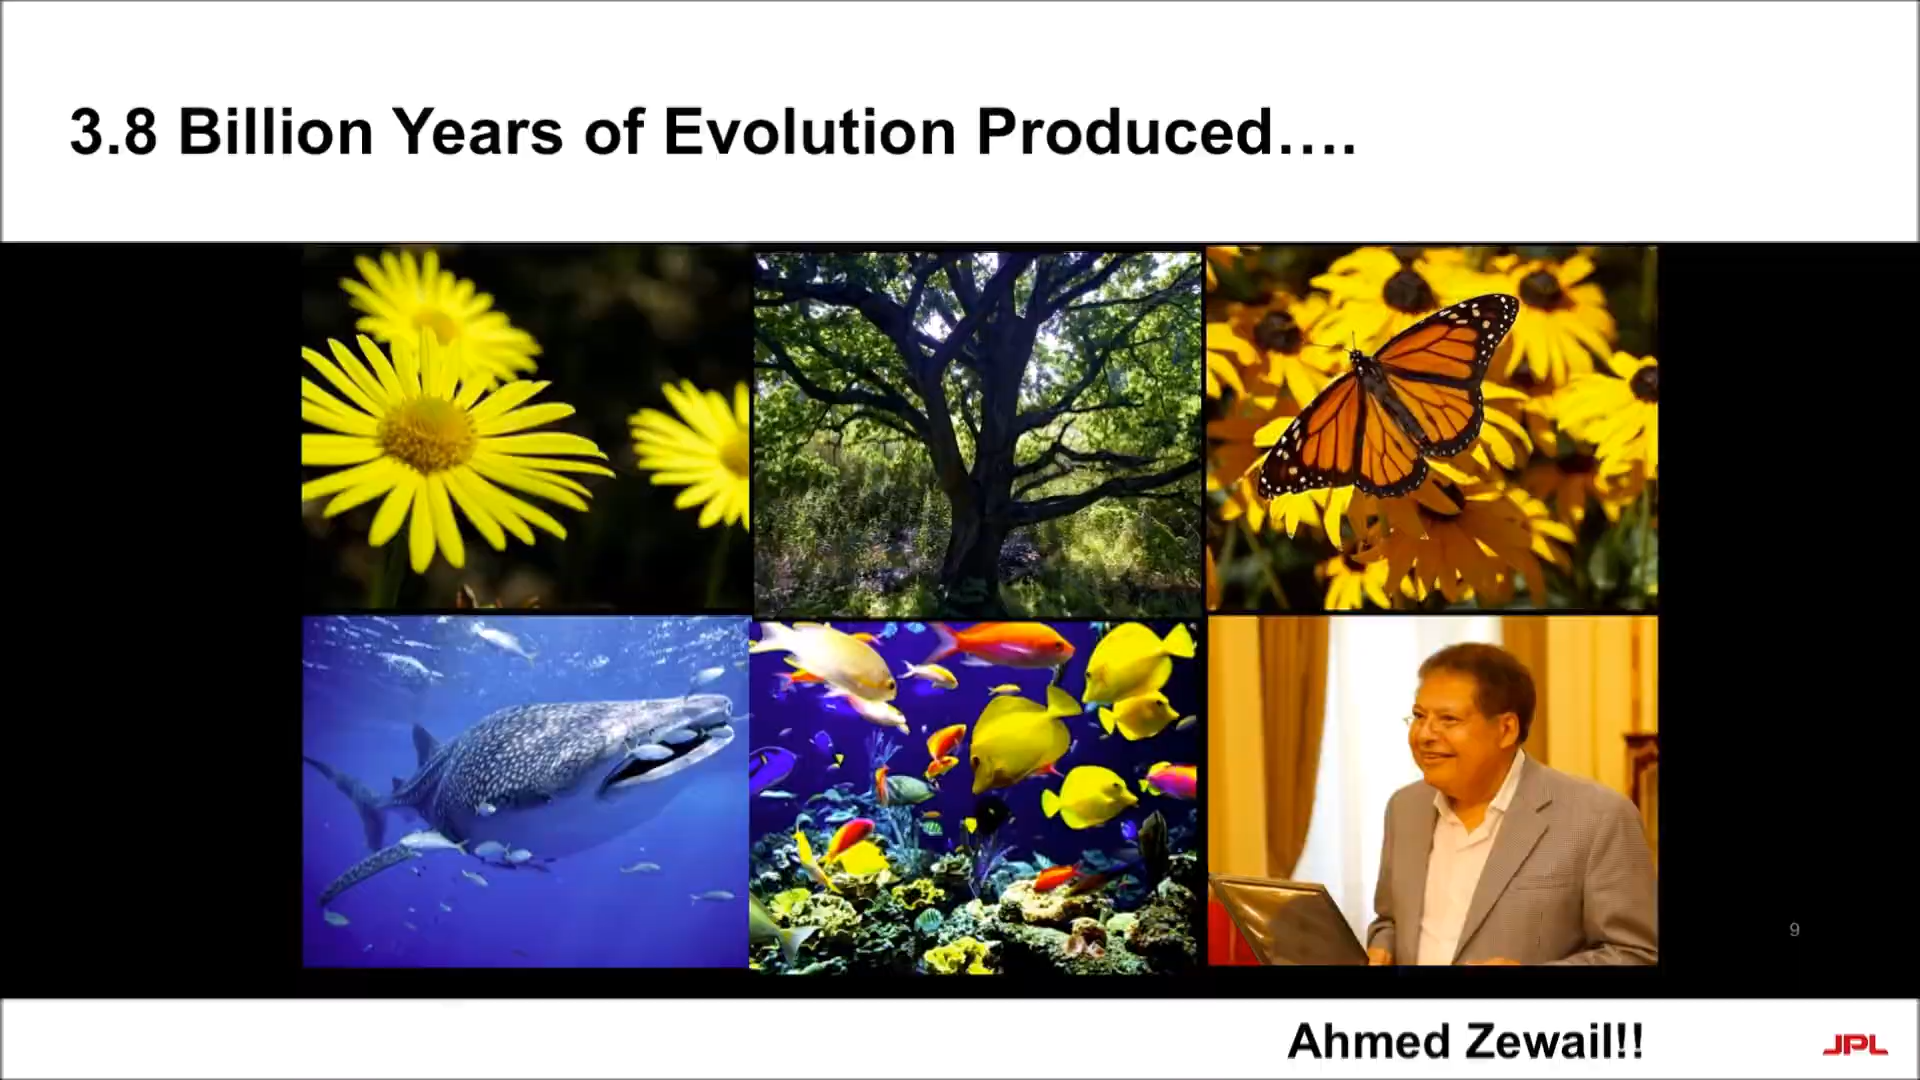 3.8 Billion Years of Evolution Produced….
9
Ahmed Zewail!!
JPL